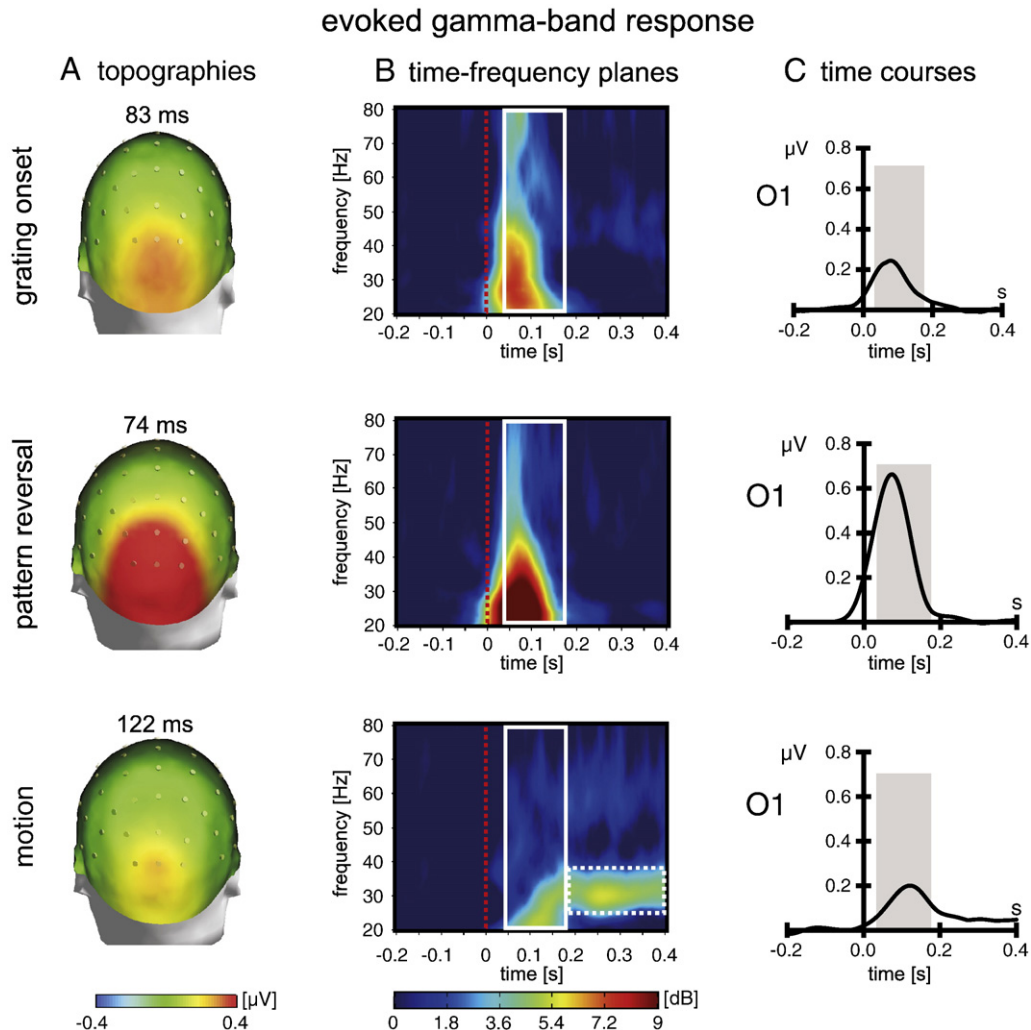 evoked gamma-band response
A topographies
B time-frequency planes
C time courses
grating onset
83 ms
frequency [Hz]
80
70
60
50
40
30
20
-0.2 -0.1 0 0.1 0.2 0.3 0.4
time [s]
O1
µV
0.8
0.6
0.4
0.2
s
-0.2 0.0 0.2 0.4
time [s]
pattern reversal
74 ms
frequency [Hz]
80
70
60
50
40
30
20
-0.2 -0.1 0 0.1 0.2 0.3 0.4
time [s]
O1
µV
0.8
0.6
0.4
0.2
s
-0.2 0.0 0.2 0.4
time [s]
motion
122 ms
frequency [Hz]
80
70
60
50
40
30
20
-0.2 -0.1 0 0.1 0.2 0.3 0.4
time [s]
O1
µV
0.8
0.6
0.4
0.2
s
-0.2 0.0 0.2 0.4
time [s]
[µV]
-0.4 0.4
[dB]
0 1.8 3.6 5.4 7.2 9